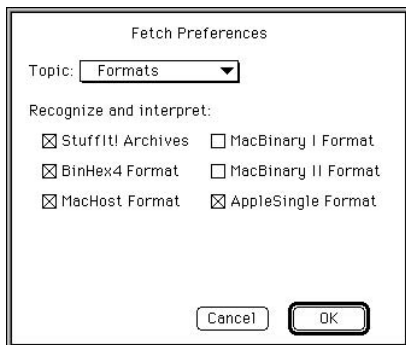 Fetch Preferences
Topic: Formats
Recognize and interpret:
StuffIt! Archives MacBinary I Format
BinHex4 Format MacBinary II Format
MacHost Format AppleSingle Format
Cancel OK